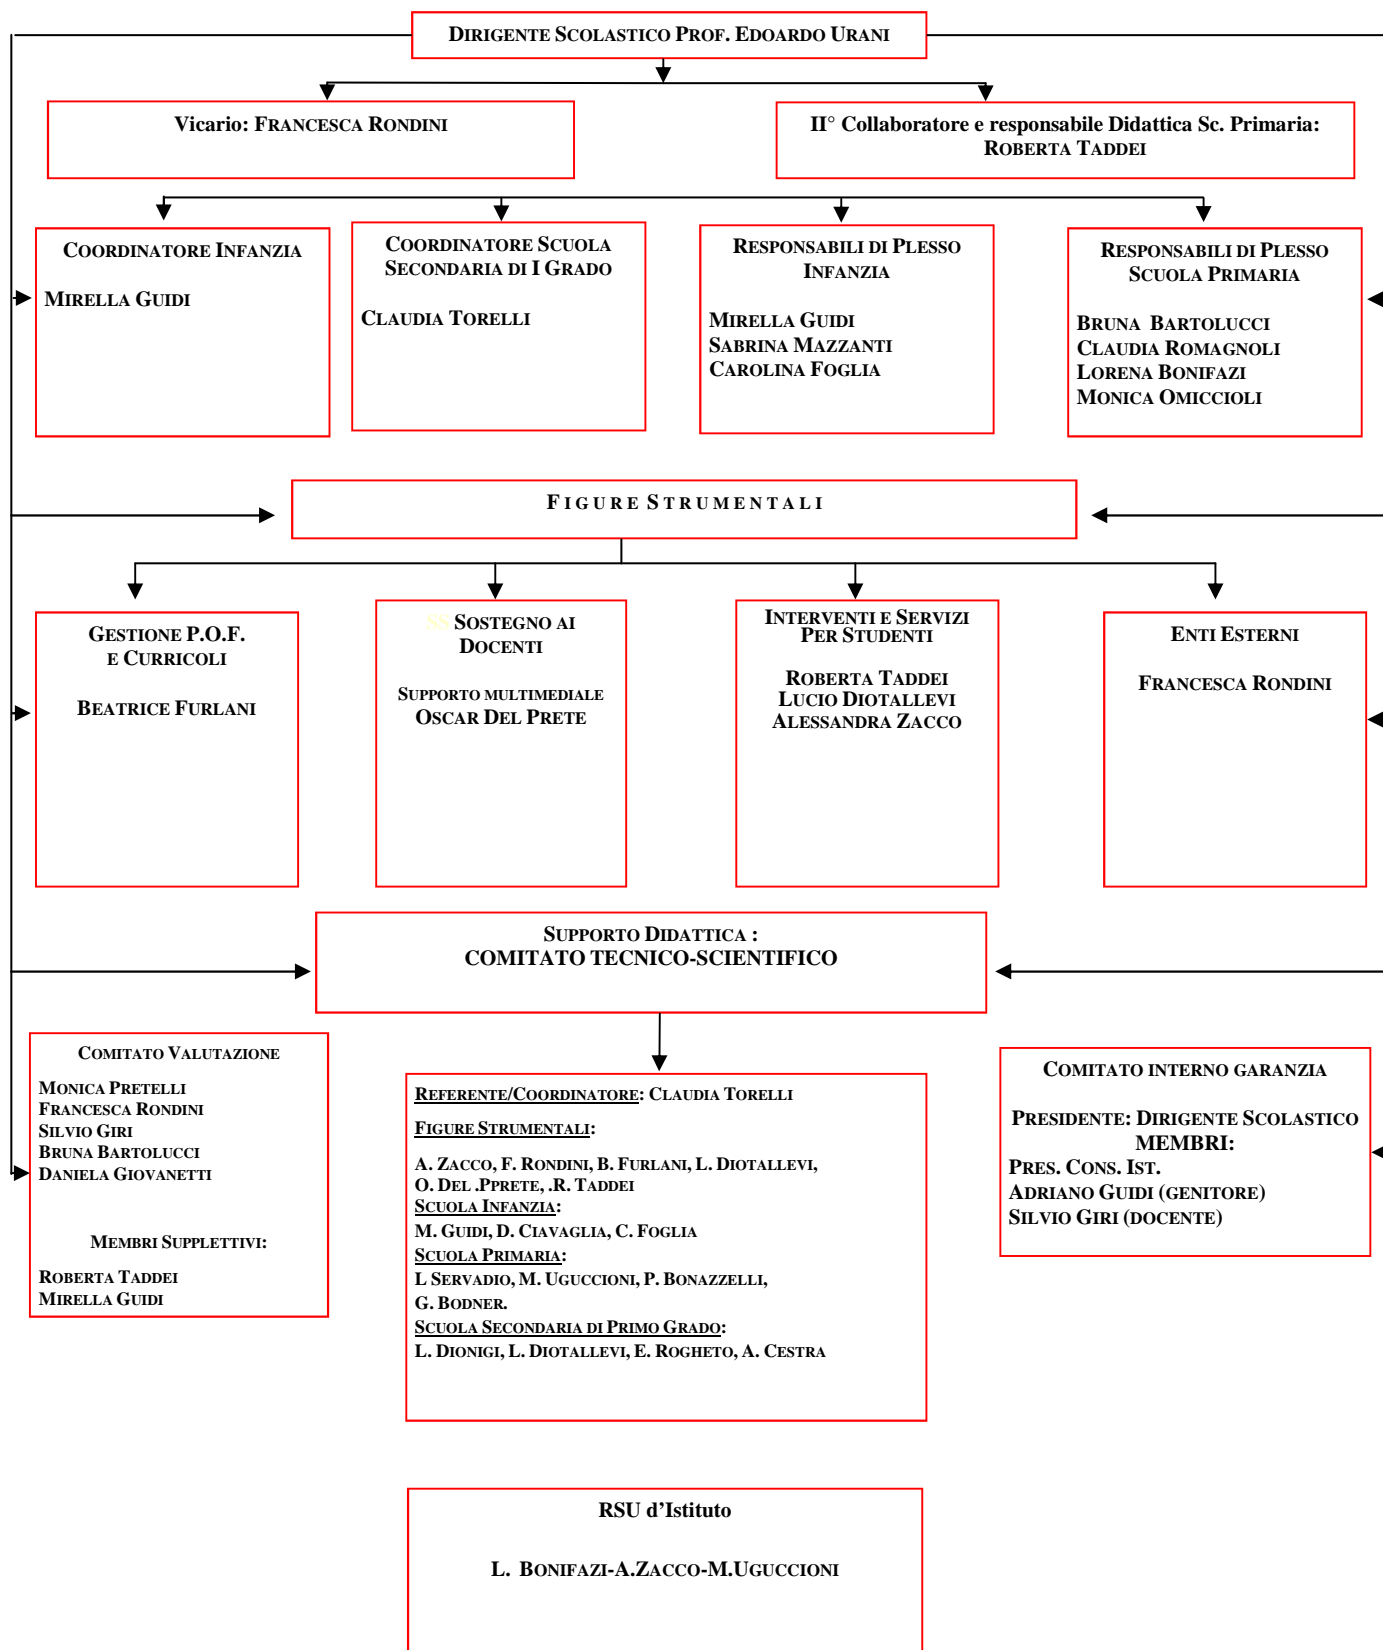 DIRIGENTE SCOLASTICO PROF. EDOARDO URANI
Vicario: FRANCESCA RONDINI
II° Collaboratore e responsabile Didattica Sc. Primaria:
ROBERTA TADDEI
COORDINATORE INFANZIA
MIRELLA GUIDI
COORDINATORE SCUOLA
SECONDARIA DI I GRADO
CLAUDIA TORELLI
RESPONSABILI DI PLESSO
INFANZIA
MIRELLA GUIDI
SABRINA MAZZANTI
CAROLINA FOGLIA
RESPONSABILI DI PLESSO
SCUOLA PRIMARIA
BRUNA BARTOLUCCI
CLAUDIA ROMAGNOLI
LORENA BONIFAZI
MONICA OMICCIOLI
FIGURE STRUMENTALI
GESTIONE P.O.F.
E CURRICOLI
BEATRICE FURLANI
SS SOSTEGNO AI
DOCENTI
SUPPORTO MULTIMEDIALE
OSCAR DEL PRETE
INTERVENTI E SERVIZI
PER STUDENTI
ROBERTA TADDEI
LUCIO DIOTALLEVI
ALESSANDRA ZACCO
ENTI ESTERNI
FRANCESCA RONDINI
SUPPORTO DIDATTICA :
COMITATO TECNICO-SCIENTIFICO
COMITATO VALUTAZIONE
MONICA PRETELLI
FRANCESCA RONDINI
SILVIO GIRI
BRUNA BARTOLUCCI
DANIELA GIOVANETTI
MEMBRI SUPPLETTIVI:
ROBERTA TADDEI
MIRELLA GUIDI
REFERENTE/COORDINATORE: CLAUDIA TORELLI
FIGURE STRUMENTALI:
A. ZACCO, F. RONDINI, B. FURLANI, L. DIOTALLEVI,
O. DEL .PPRETE, .R. TADDEI
SCUOLA INFANZIA:
M. GUIDI, D. CIAVAGLIA, C. FOGLIA
SCUOLA PRIMARIA:
L SERVADIO, M. UGUCCIONI, P. BONAZZELLI,
G. BODNER.
SCUOLA SECONDARIA DI PRIMO GRADO:
L. DIONIGI, L. DIOTALLEVI, E. ROGHETO, A. CESTRA
COMITATO INTERNO GARANZIA
PRESIDENTE: DIRIGENTE SCOLASTICO
MEMBRI:
PRES. CONS. IST.
ADRIANO GUIDI (GENITORE)
SILVIO GIRI (DOCENTE)
RSU d'Istituto
L. BONIFAZI-A.ZACCO-M.UGUCCIONI